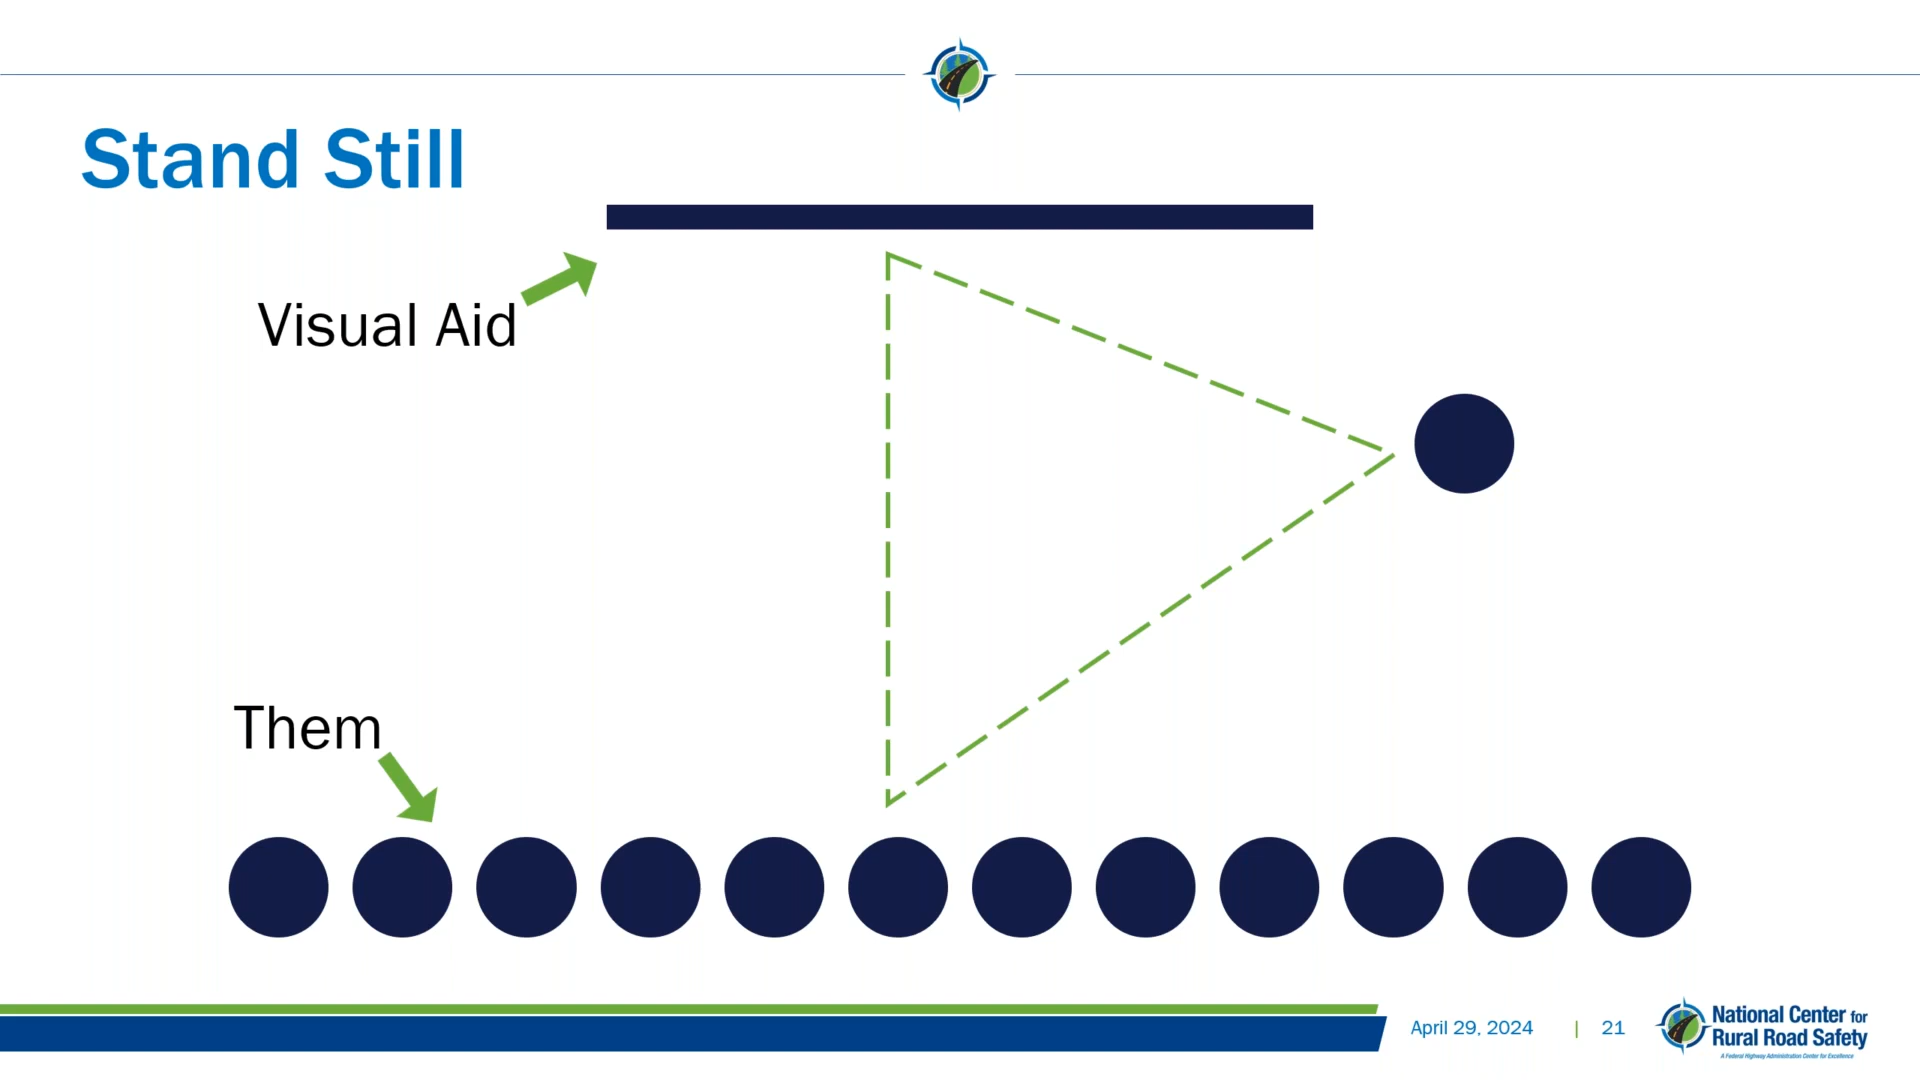 Stand Still
Visual Aid
Them
April 29, 2024 | 21
National Center for
Rural Road Safety
A Federal Highway Administration Center for Excellence